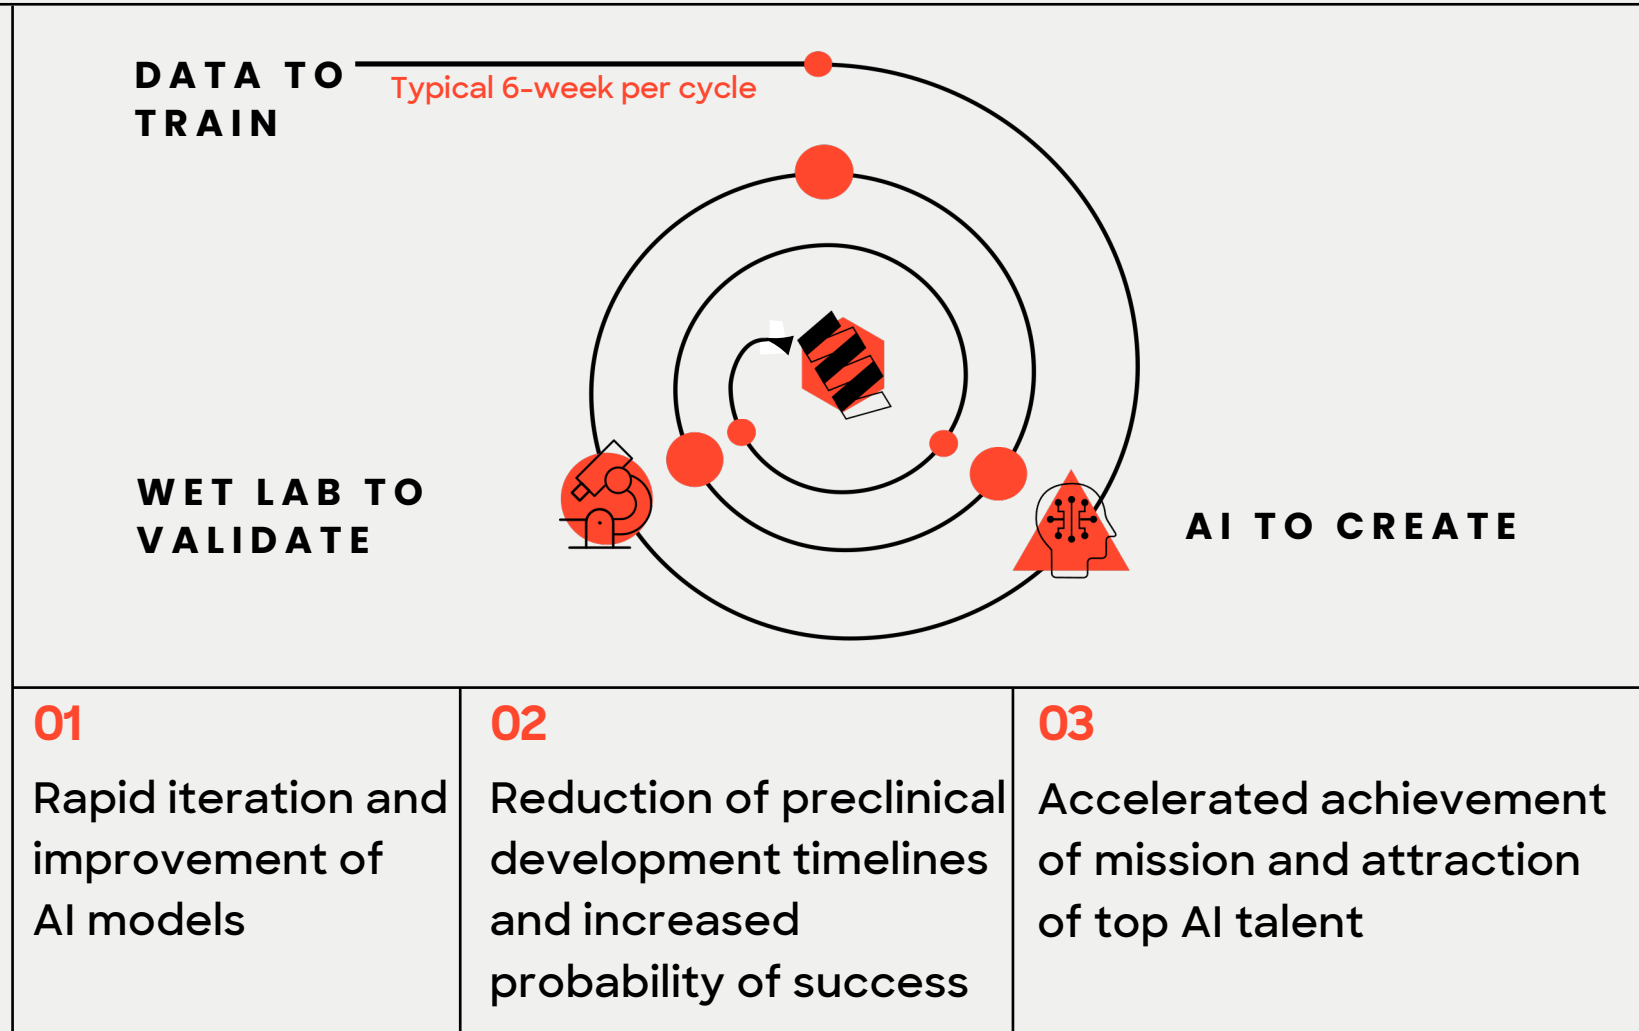 DATA TO
TRAIN
Typical 6-week per cycle
WET LAB TO
VALIDATE
AI TO CREATE
01
Rapid iteration and
improvement of
AI models
02
Reduction of preclinical
development timelines
and increased
probability of success
03
Accelerated achievement
of mission and attraction
of top AI talent